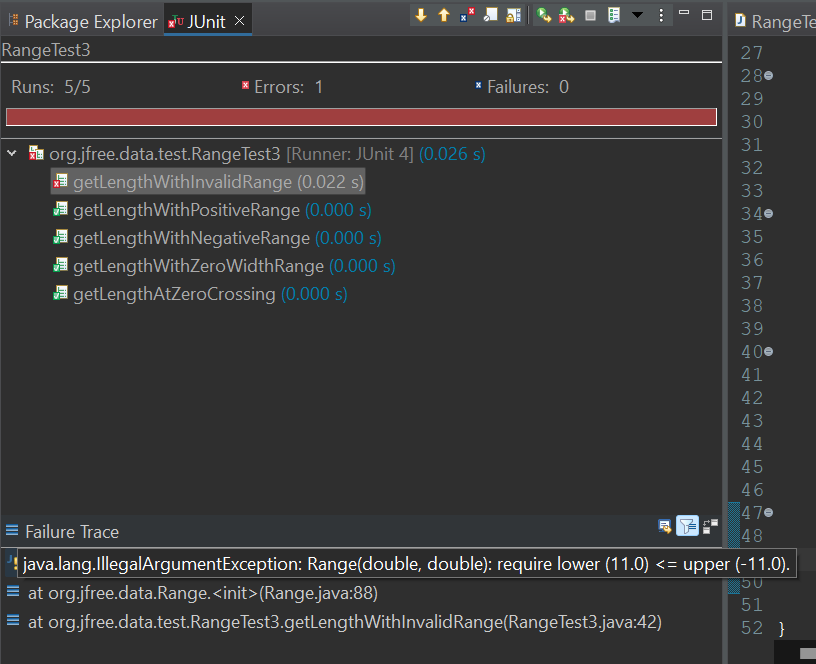 Package Explorer JUnit
RangeTest3
Runs: 5/5 Errors: 1 Failures: 0
org.jfree.data.test.RangeTest3 [Runner: JUnit 4] (0.026 s)
getLengthWithInvalidRange (0.022 s)
getLengthWithPositiveRange (0.000 s)
getLengthWithNegativeRange (0.000 s)
getLengthWithZeroWidthRange (0.000 s)
getLengthAtZeroCrossing (0.000 s)
Failure Trace
java.lang.IllegalArgumentException: Range(double, double): require lower (11.0) <= upper (-11.0).
at org.jfree.data.Range.<init>(Range.java:88)
at org.jfree.data.test.RangeTest3.getLengthWithInvalidRange(RangeTest3.java:42)
RangeTe
27
28
29
30
31
32
33
34
35
36
37
38
39
40
41
42
43
44
45
46
47
48
50
51
52 }